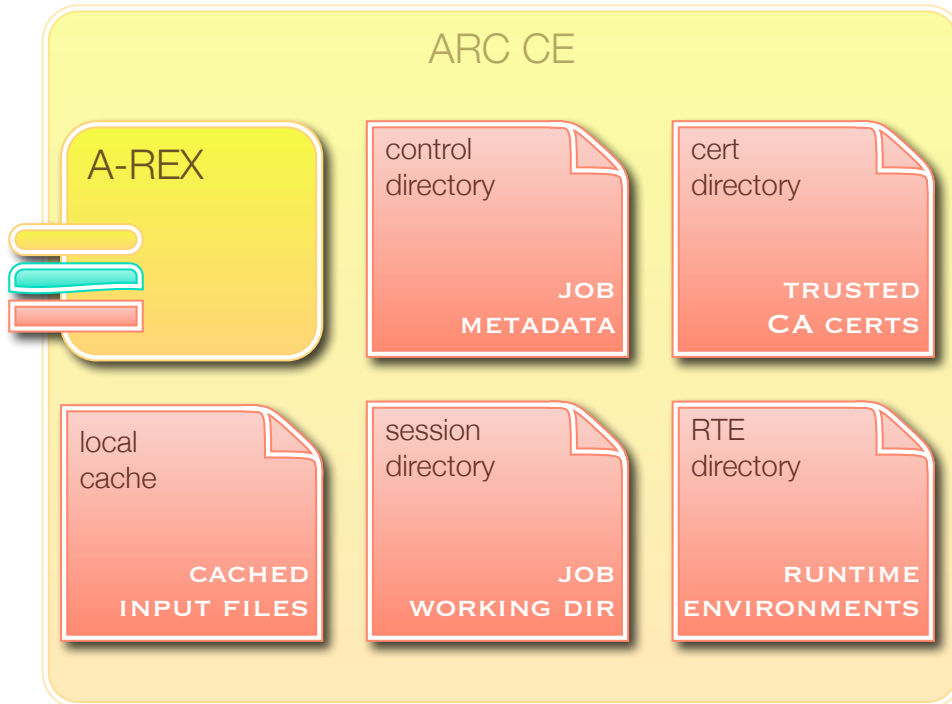 ARC CE
A-REX
control
directory
JOB
METADATA
cert
directory
TRUSTED
CA CERTS
local
cache
CACHED
INPUT FILES
session
directory
JOB
WORKING DIR
RTE
directory
RUNTIME
ENVIRONMENTS